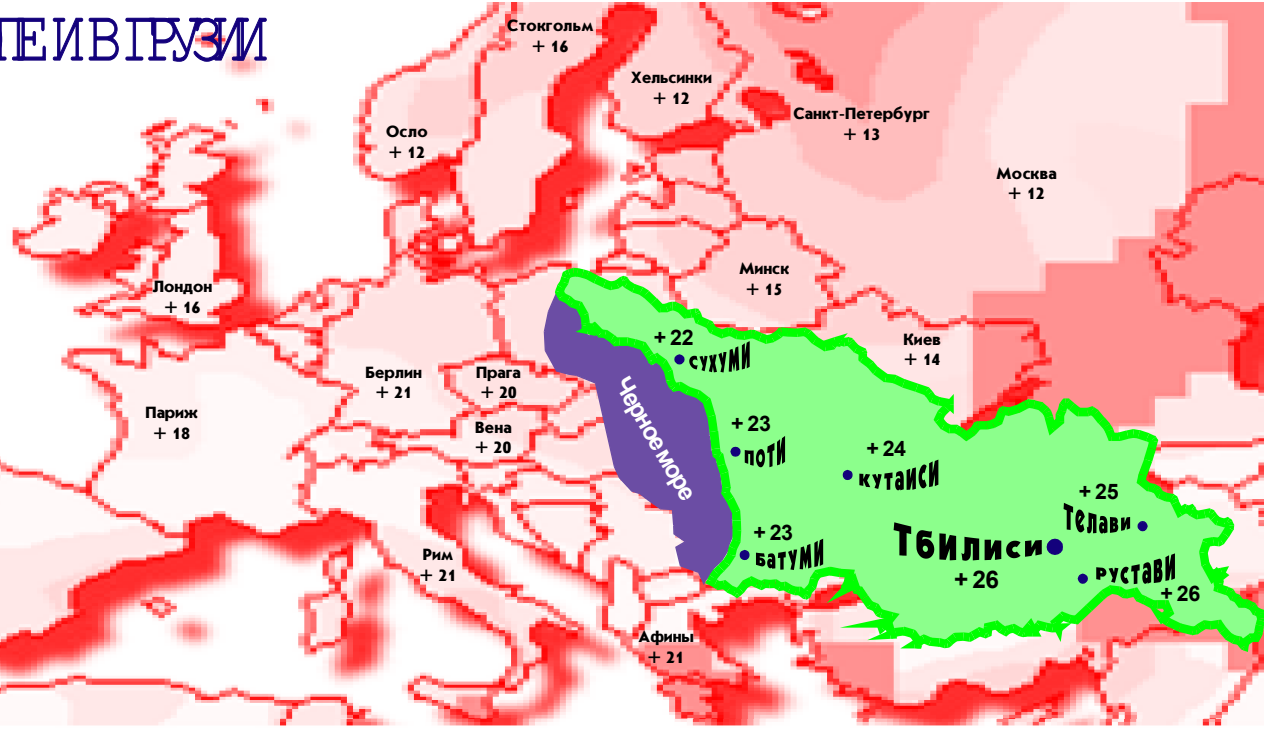 ПЕ И В ГРУЗИИ
Стокгольм
+ 16
Хельсинки
+ 12
Санкт-Петербург
+ 13
Осло
+ 12
Москва
+ 12
Минск
+ 15
Лондон
+ 16
Киев
+ 14
+ 22
СУХУМИ
Берлин
+ 21
Прага
+ 20
Париж
+ 18
Вена
+ 20
Черное море
+ 23
ПОТИ
+ 24
КУТАИСИ
+ 25
Телави
+ 23
БАТУМИ
Тбилиси
+ 26
РУСТАВИ
+ 26
Рим
+ 21
Афины
+ 21